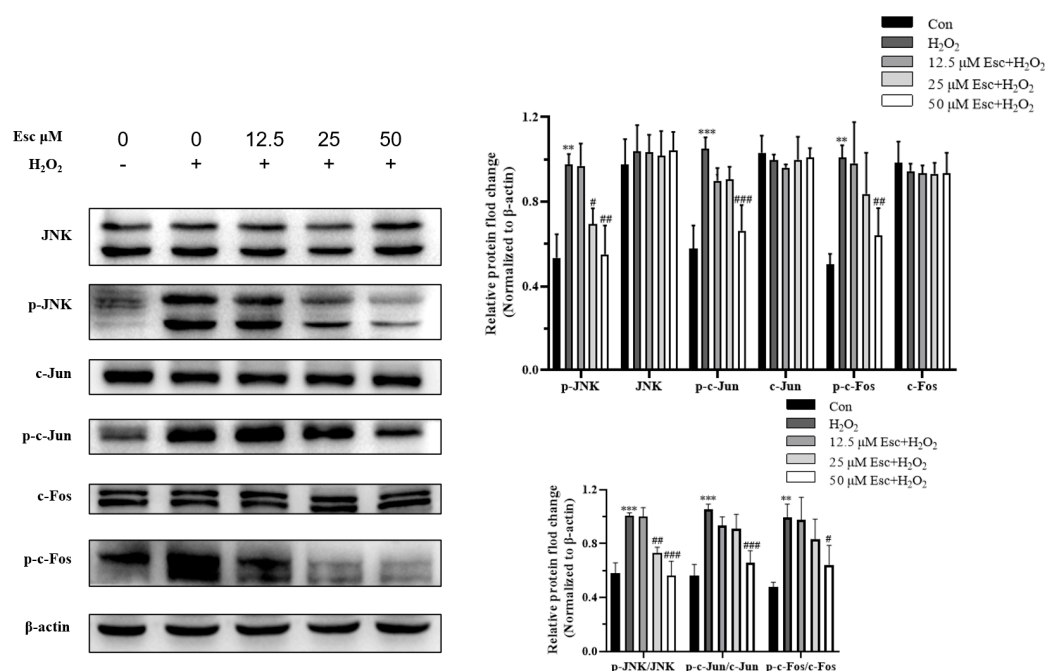 Esc μM 0 0 12.5 25 50
H₂O₂ - + + + +
JNK
p-JNK
c-Jun
p-c-Jun
c-Fos
p-c-Fos
β-actin
Con
H₂O₂
12.5 μM Esc+H₂O₂
25 μM Esc+H₂O₂
50 μM Esc+H₂O₂
Relative protein flod change
(Normalized to β-actin)
1.2
0.8
0.4
0.0
**
#
##
***
###
**
##
p-JNK JNK p-c-Jun c-Jun p-c-Fos c-Fos
Con
H₂O₂
12.5 μM Esc+H₂O₂
25 μM Esc+H₂O₂
50 μM Esc+H₂O₂
Relative protein flod change
(Normalized to β-actin)
1.2
0.8
0.4
0.0
***
##
###
***
###
**
#
p-JNK/JNK p-c-Jun/c-Jun p-c-Fos/c-Fos